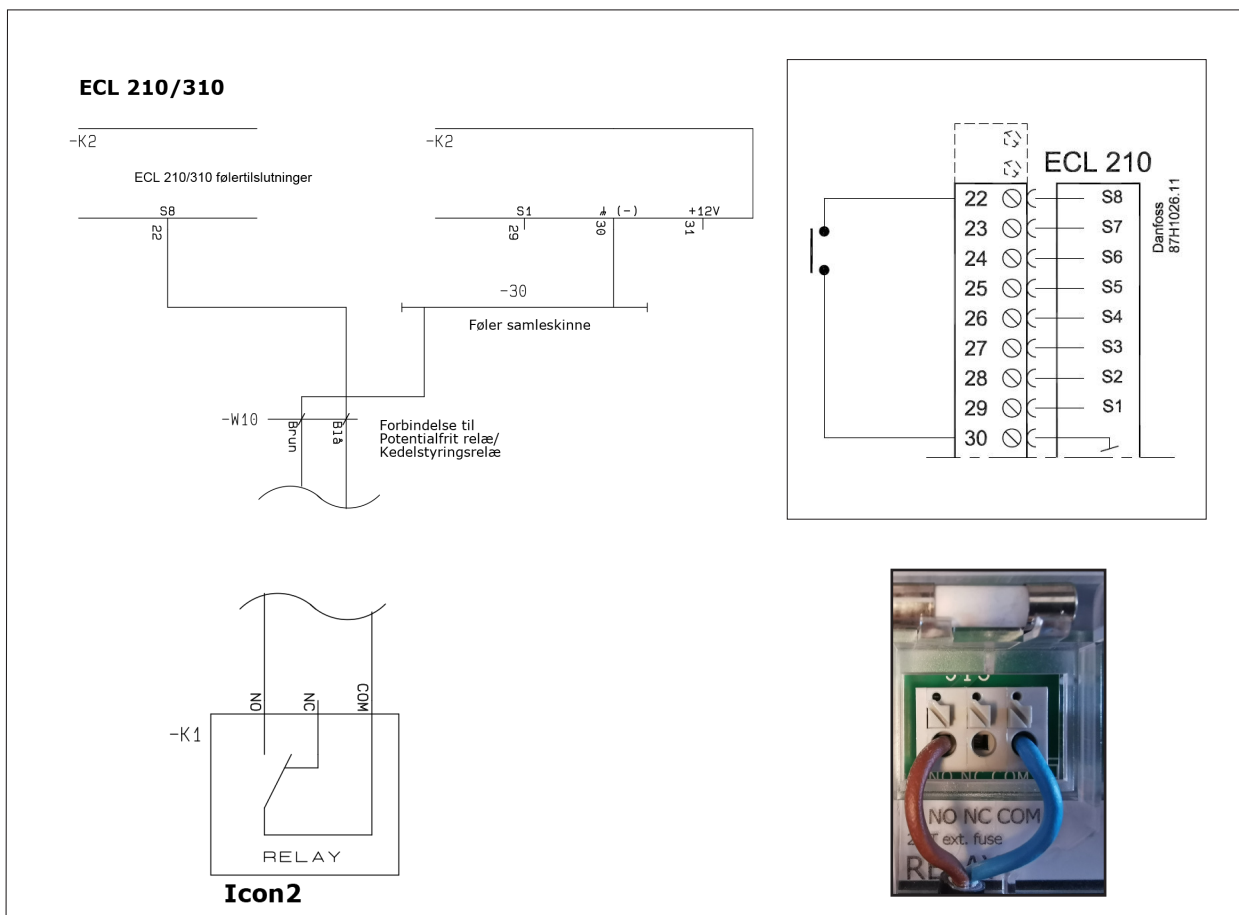 ECL 210/310
-K2
ECL 210/310 følertilslutninger
S8
22
-K2
S1
(-)
+12V
29
30
31
-30
Føler samleskinne
-W10
Brun
Blå
Forbindelse til
Potentialfrit relæ/
Kedelstyringsrelæ
NO
NC
COM
-K1
RELAY
Icon2
ECL 210
22 S8
23 S7
24 S6
25 S5
26 S4
27 S3
28 S2
29 S1
30
Danfoss
87H1026.11
NO NC COM
NO NC COM
ext. fuse